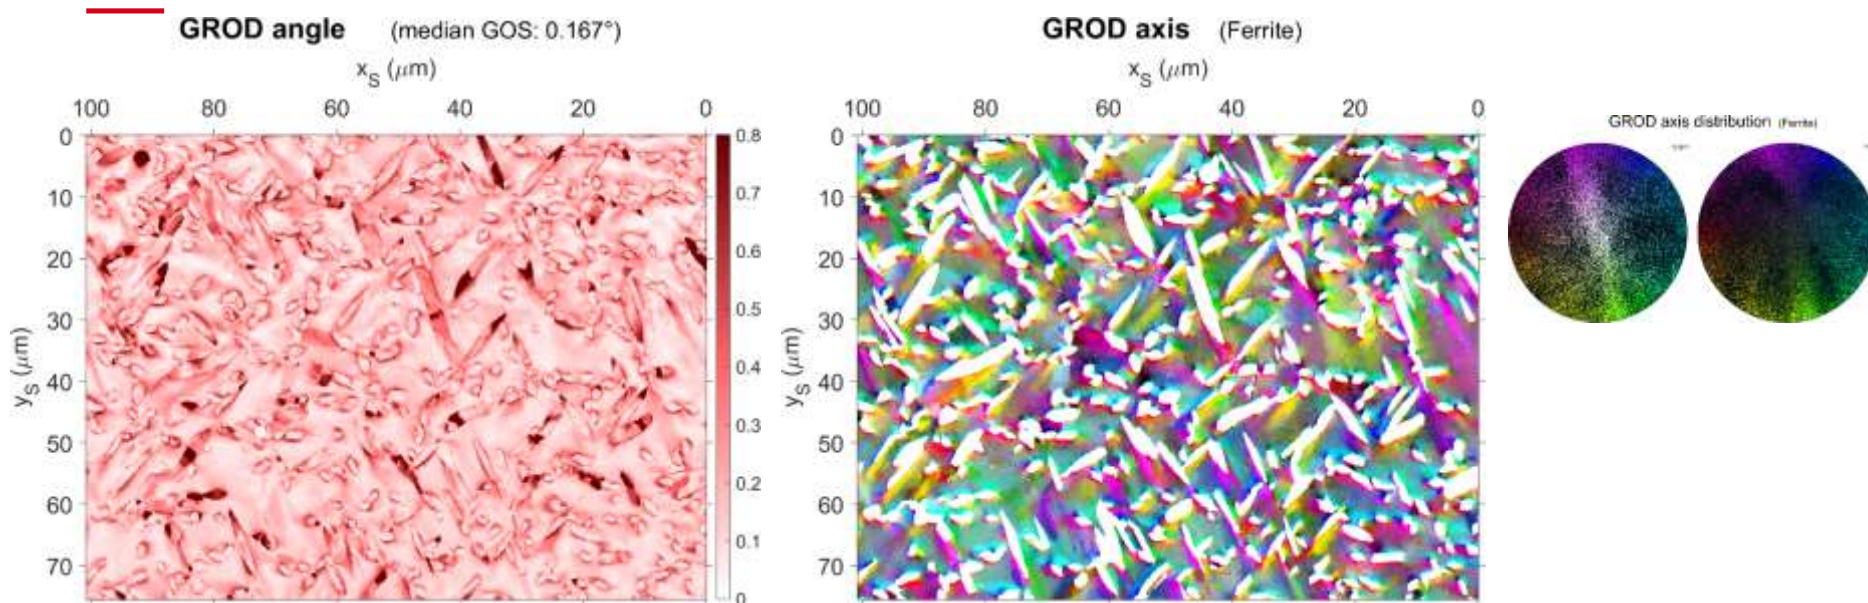 GROD angle (median GOS: 0.167°)
x_S (μm)
100 80 60 40 20 0
0
10
20
30
40
50
60
70
y_S (μm)
0.8
0.7
0.6
0.5
0.4
0.3
0.2
0.1
0
GROD axis (Ferrite)
x_S (μm)
100 80 60 40 20 0
0
10
20
30
40
50
60
70
y_S (μm)
GROD axis distribution (Ferrite)